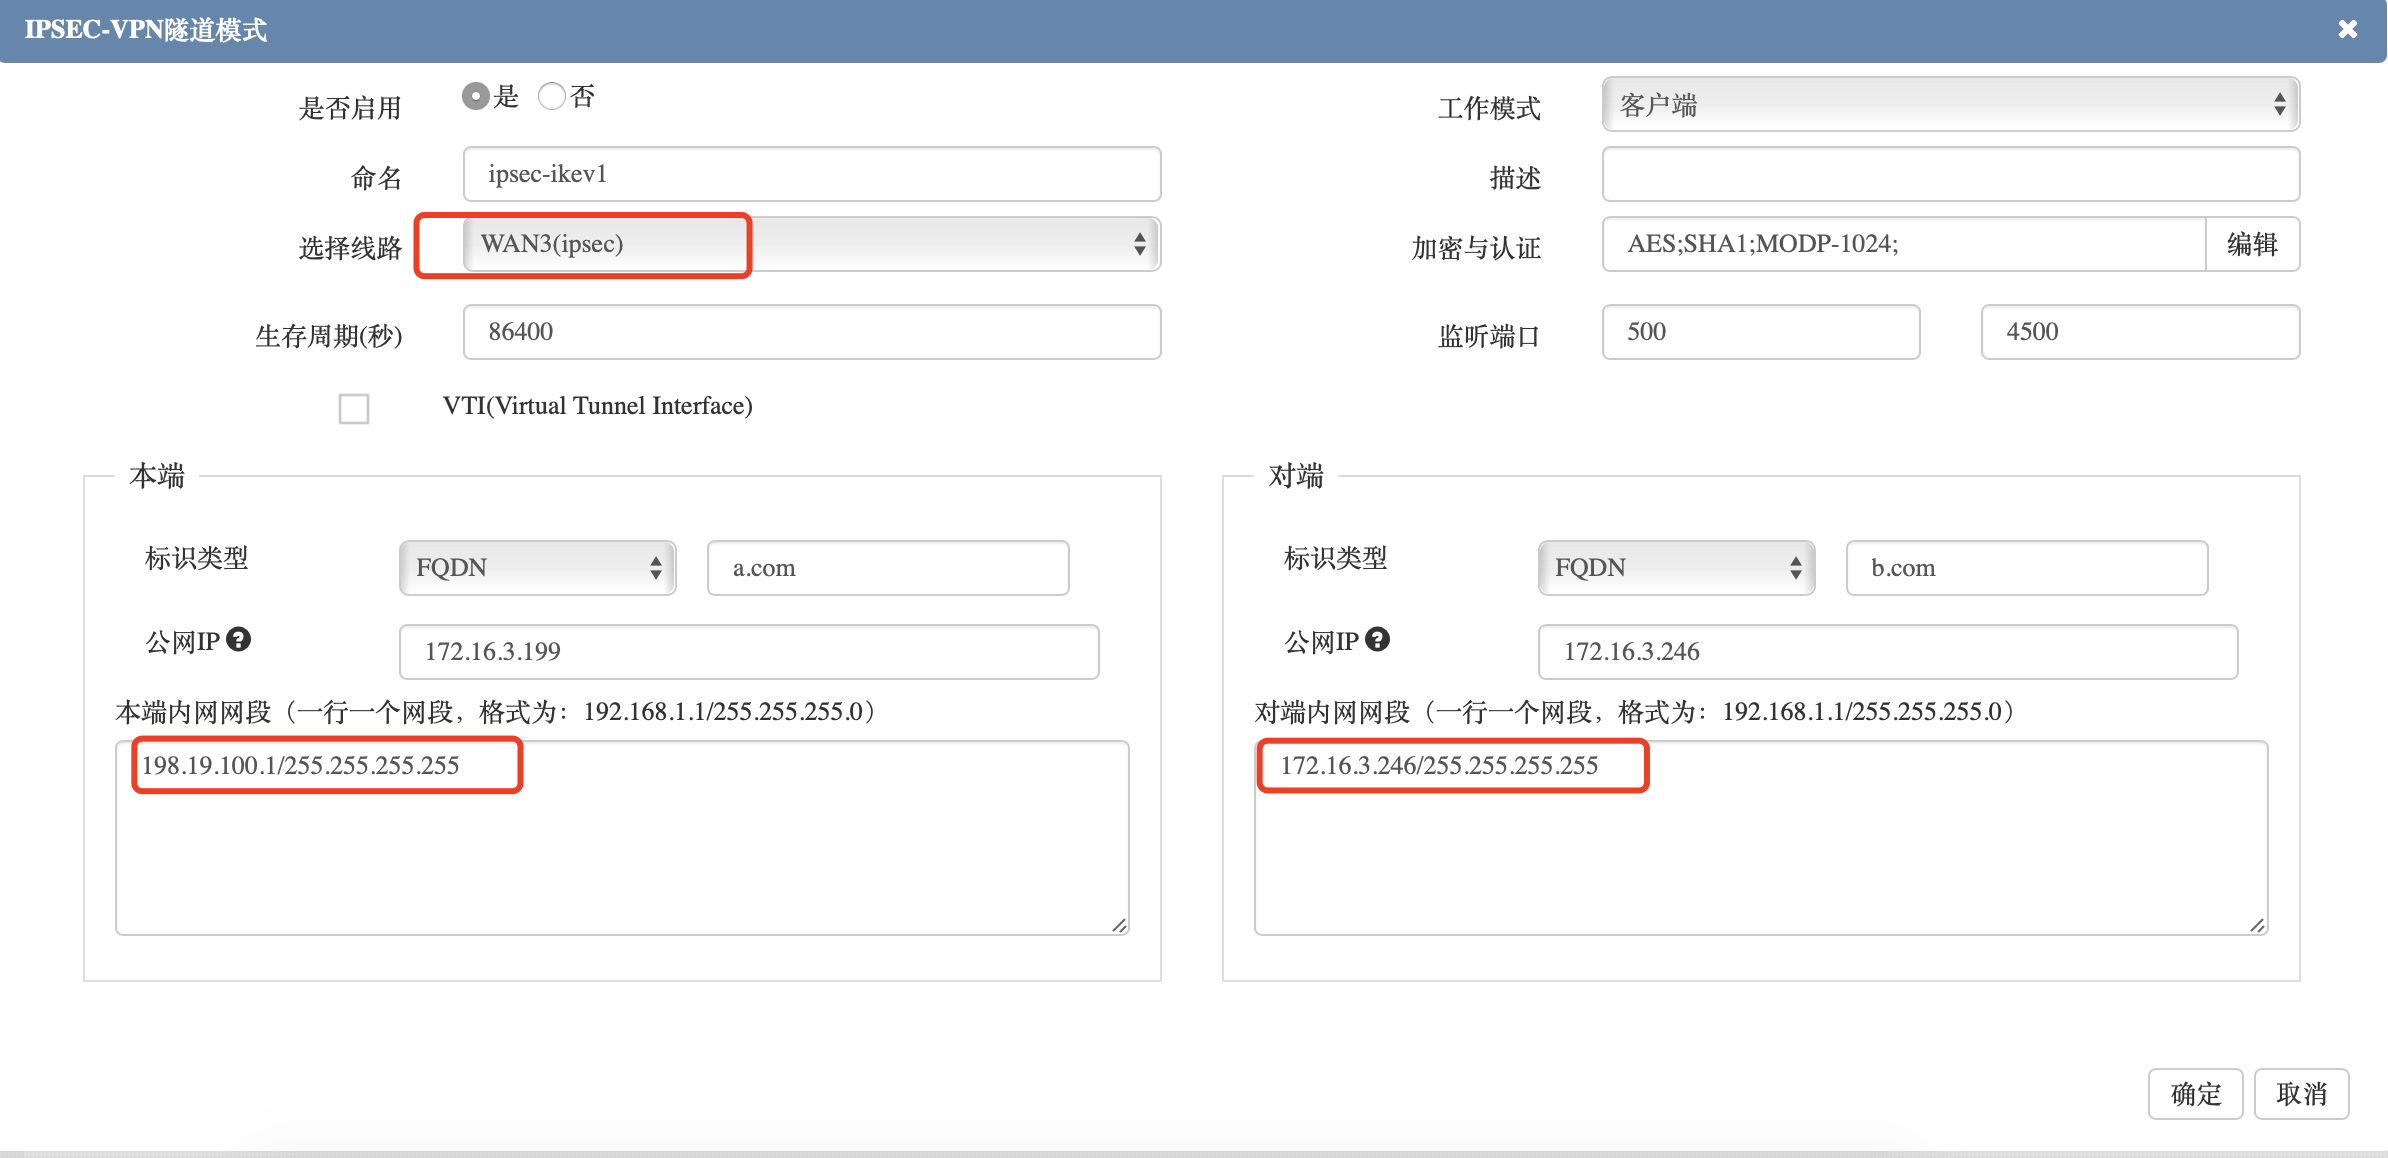 IPSEC-VPN隧道模式
是否启用 是 否 工作模式 客户端
命名 ipsec-ikev1 描述
选择线路 WAN3(ipsec) 加密与认证 AES;SHA1;MODP-1024; 编辑
生存周期(秒) 86400 监听端口 500 4500
VTI(Virtual Tunnel Interface)
本端
标识类型 FQDN a.com
公网IP 172.16.3.199
本端内网网段（一行一个网段，格式为：192.168.1.1/255.255.255.0）
198.19.100.1/255.255.255.255
对端
标识类型 FQDN b.com
公网IP 172.16.3.246
对端内网网段（一行一个网段，格式为：192.168.1.1/255.255.255.0）
172.16.3.246/255.255.255.255
确定 取消